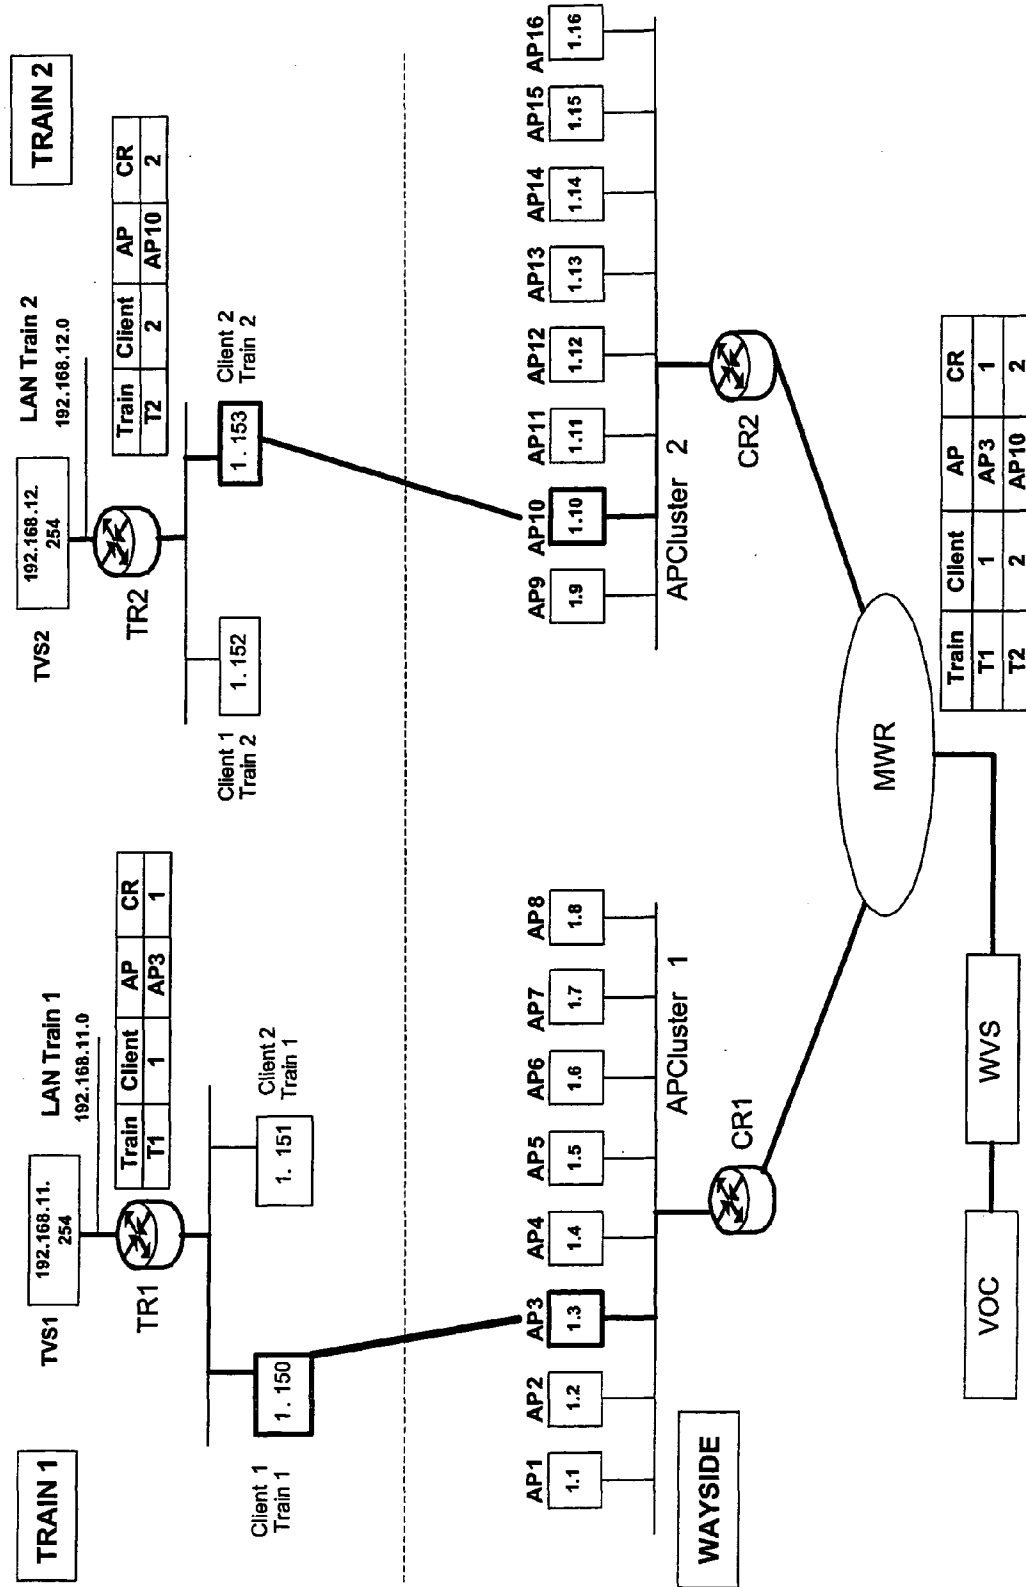 TRAIN 1
TRAIN 2
TVS1
192.168.11.
254
LAN Train 1
192.168.11.0
TR1
Train Client AP CR
T1 1 AP3 1
Client 1
Train 1
1. 150
1. 151
Client 2
Train 1
TVS2
192.168.12.
254
LAN Train 2
192.168.12.0
TR2
Train Client AP CR
T2 2 AP10 2
Client 1
Train 2
1. 152
1. 153
Client 2
Train 2
AP1 AP2 AP3 AP4 AP5 AP6 AP7 AP8
1.1 1.2 1.3 1.4 1.5 1.6 1.7 1.8
AP9 AP10 AP11 AP12 AP13 AP14 AP15 AP16
1.9 1.10 1.11 1.12 1.13 1.14 1.15 1.16
APCluster 1
APCluster 2
WAYSIDE
CR1
CR2
MWR
VOC
WVS
Train Client AP CR
T1 1 AP3 1
T2 2 AP10 2